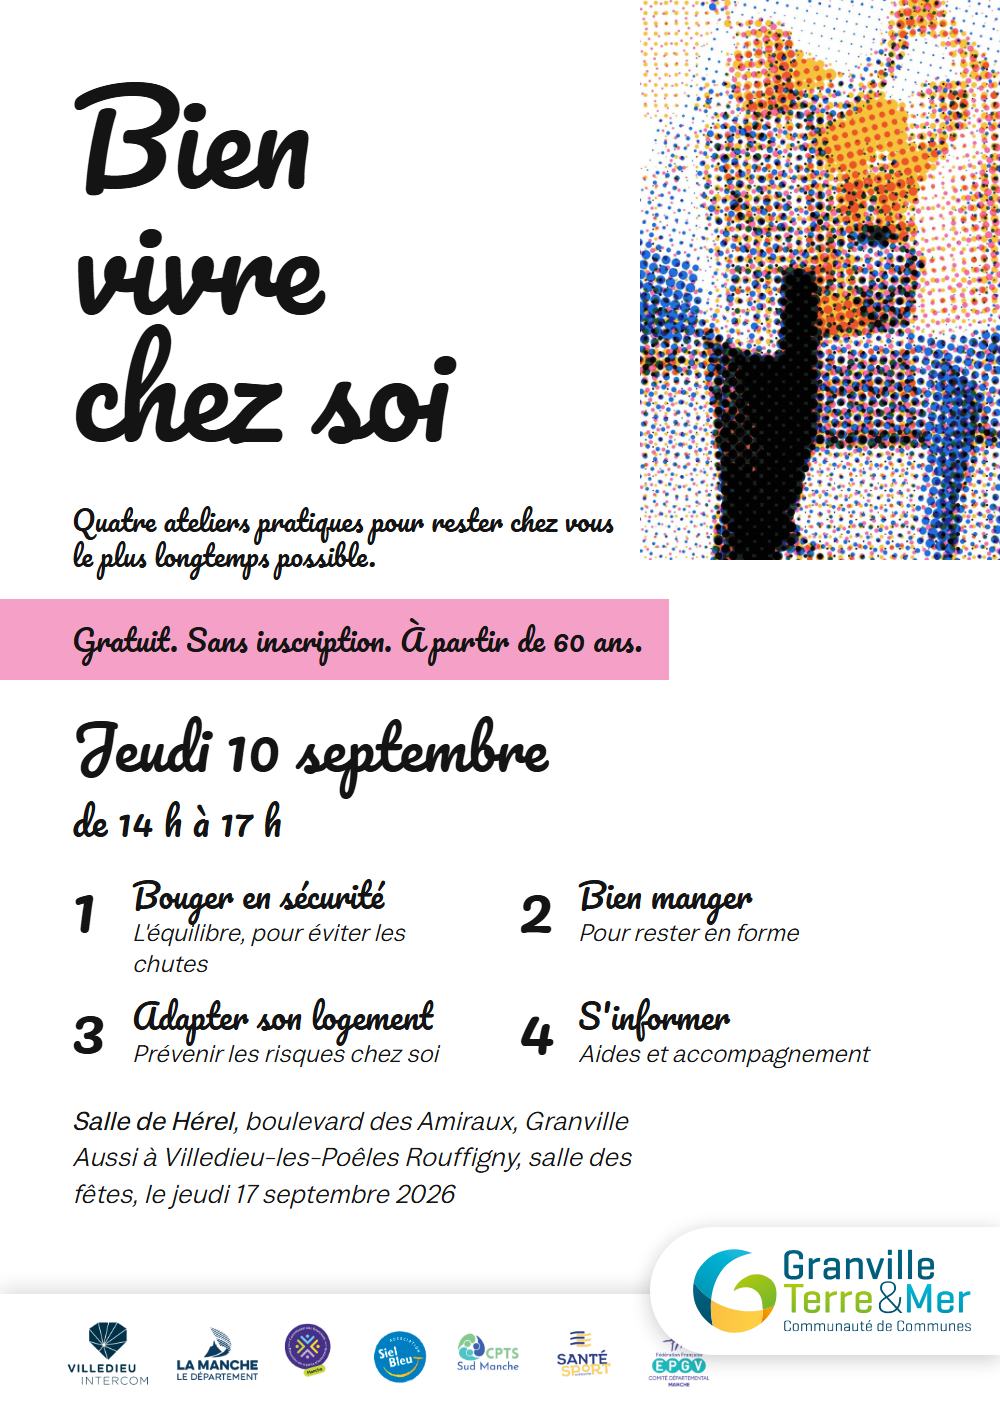 Bien
vivre
chez soi
Quatre ateliers pratiques pour rester chez vous
le plus longtemps possible.
Gratuit. Sans inscription. À partir de 60 ans.
Jeudi 10 septembre
de 14 h à 17 h
1 Bouger en sécurité
L'équilibre, pour éviter les
chutes
2 Bien manger
Pour rester en forme
3 Adapter son logement
Prévenir les risques chez soi
4 S'informer
Aides et accompagnement
Salle de Hérel, boulevard des Amiraux, Granville
Aussi à Villedieu-les-Poêles Rouffigny, salle des
fêtes, le jeudi 17 septembre 2026
Granville
Terre&Mer
Communauté de Communes
VILLEDIEU
INTERCOM
LA MANCHE
LE DÉPARTEMENT
Manche
ASSOCIATION
Siel
Bleu
CPTS
Sud Manche
SANTÉ
SPORT
Fédération Française
EPGV
COMITÉ DÉPARTEMENTAL
MANCHE